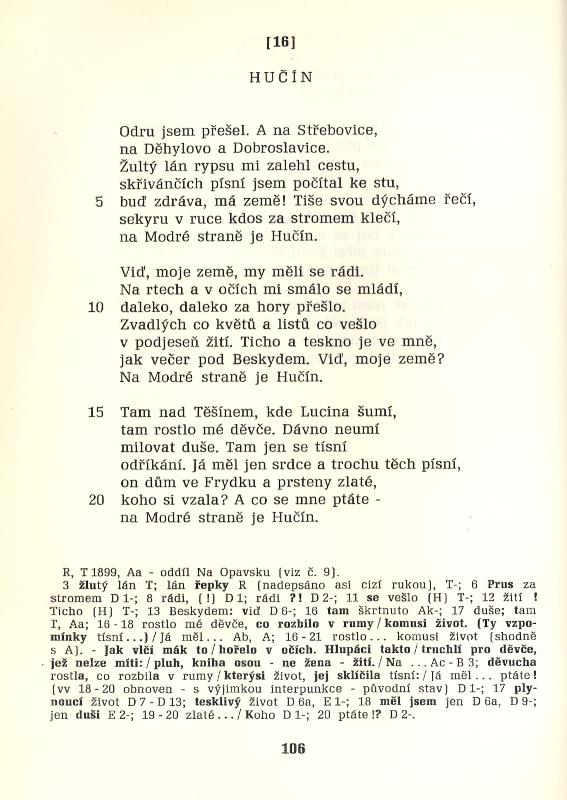 [16]
HUČÍN
Odru jsem přešel. A na Střebovice,
na Děhylovo a Dobroslavice.
Žultý lán rypsu mi zalehl cestu,
skřivánčích písní jsem počítal ke stu,
5 buď zdráva, má země! Tiše svou dýcháme řečí,
sekyru v ruce kdos za stromem klečí,
na Modré straně je Hučín.
Viď, moje země, my měli se rádi.
Na rtech a v očích mi smálo se mládí,
10 daleko, daleko za hory přešlo.
Zvadlých co květů a listů co vešlo
v podjeseň žití. Ticho a teskno je ve mně,
jak večer pod Beskydem. Viď, moje země?
Na Modré straně je Hučín.
15 Tam nad Těšínem, kde Lucina šumí,
tam rostlo mé děvče. Dávno neumí
milovat duše. Tam jen se tísní
odříkání. Já měl jen srdce a trochu těch písní,
on dům ve Frydku a prsteny zlaté,
20 koho si vzala? A co se mne ptáte -
na Modré straně je Hučín.
R, T 1899, Aa - oddíl Na Opavsku (viz č. 9).
3 žlutý lán T; lán řepky R (nadepsáno asi cizí rukou), T-; 6 Prus za
stromem D 1-; 8 rádi, (!) D 1; rádi ?! D 2-; 11 se vešlo (H) T-; 12 žití !
Ticho (H) T-; 13 Beskydem: viď D 6-; 16 tam škrtnuto Ak-; 17 duše; tam
T, Aa; 16-18 rostlo mé děvče, co rozbilo v rumy / komusi život. (Ty vzpo-
mínky tísní...) / Já měl... Ab, A; 16-21 rostlo... komusi život (shodně
s A). - Jak vlčí mák to / hořelo v očích. Hlupáci takto / truchlí pro děvče,
jež nelze míti: / pluh, kniha osou - ne žena - žití. / Na ... Ac - B 3; děvucha
rostla, co rozbila v rumy / kterýsi život, jej sklíčila tísní: / Já měl... ptáte !
(vv 18-20 obnoven - s výjimkou interpunkce - původní stav) D 1-; 17 ply-
noucí život D 7 - D 13; tesklivý život D 6a, E 1-; 18 měl jsem jen D 6a, D 9-;
jen duši E 2-; 19-20 zlaté... / Koho D 1-; 20 ptáte !? D 2-.
106